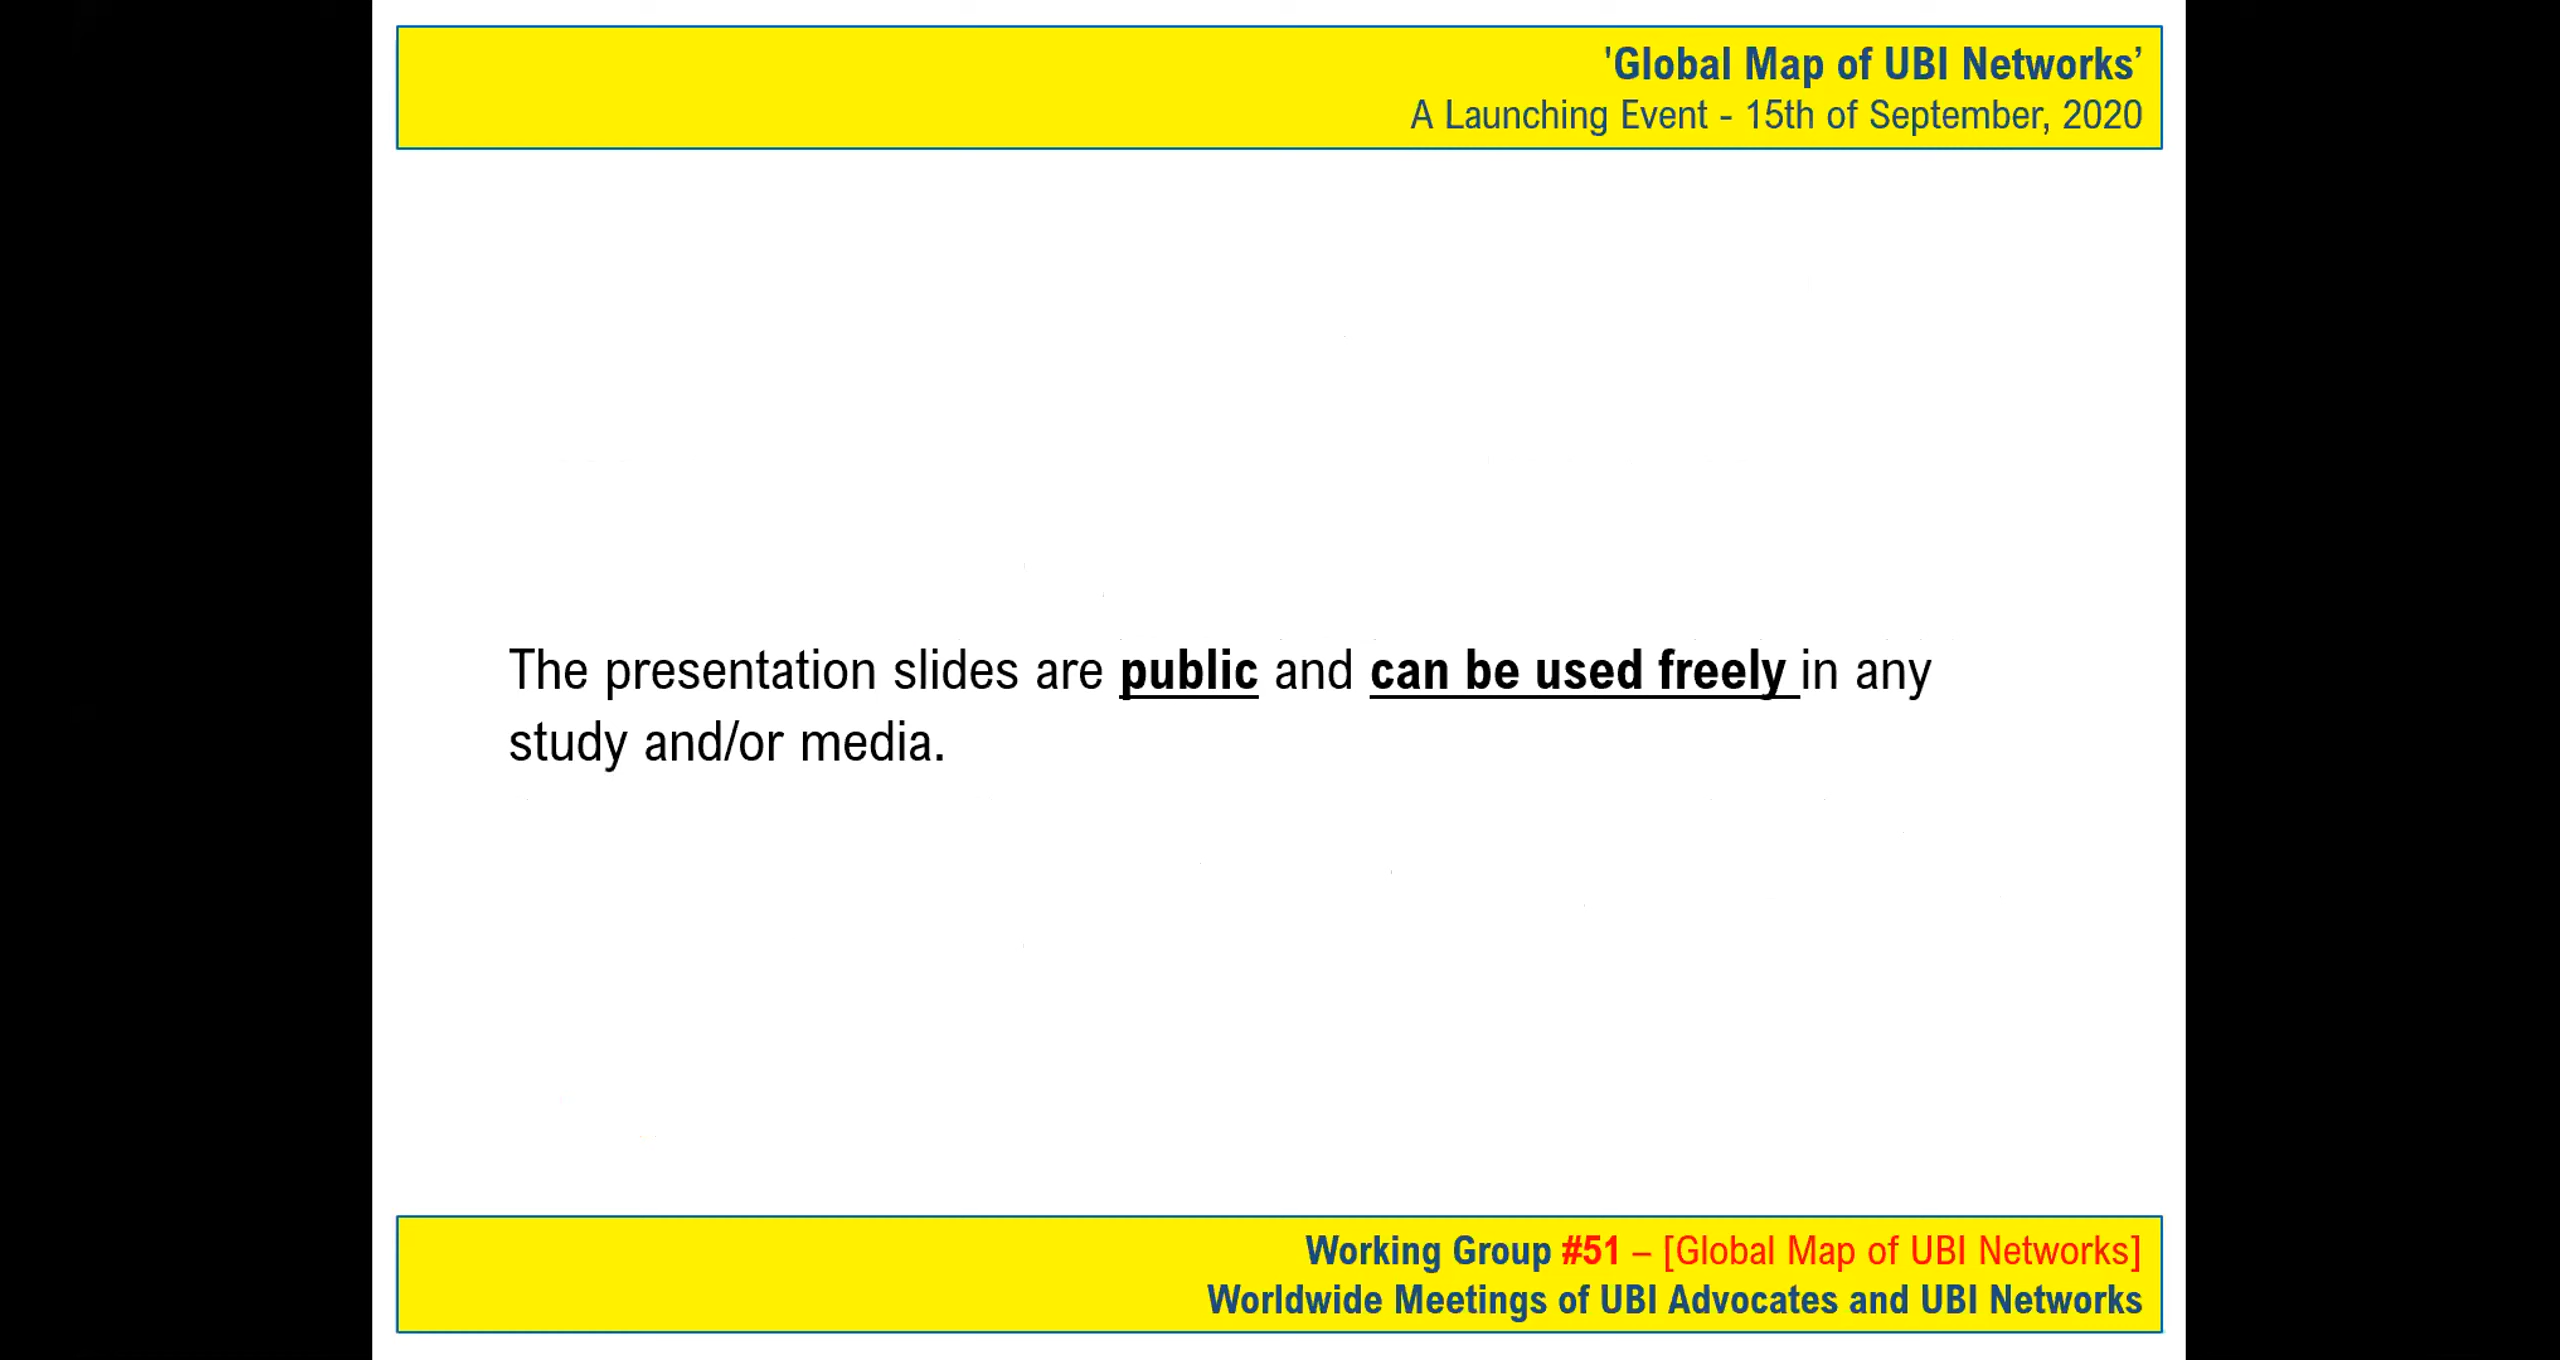 'Global Map of UBI Networks’
A Launching Event - 15th of September, 2020
The presentation slides are public and can be used freely in any
study and/or media.
Working Group #51 – [Global Map of UBI Networks]
Worldwide Meetings of UBI Advocates and UBI Networks